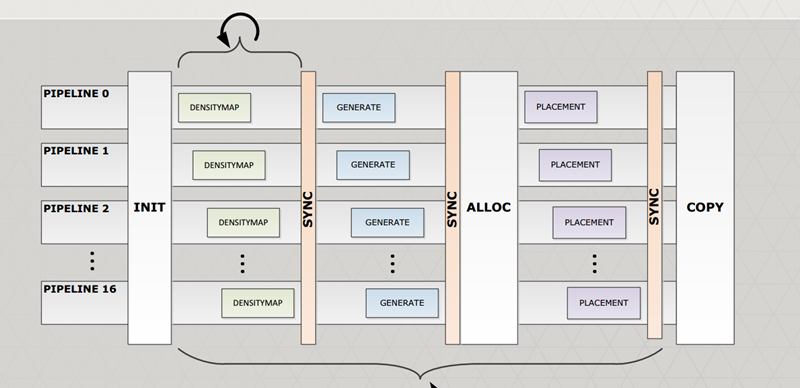 PIPELINE 0
DENSITYMAP
GENERATE
PLACEMENT
PIPELINE 1
DENSITYMAP
GENERATE
PLACEMENT
INIT
SYNC
SYNC
ALLOC
SYNC
COPY
PIPELINE 2
DENSITYMAP
GENERATE
PLACEMENT
PIPELINE 16
DENSITYMAP
GENERATE
PLACEMENT